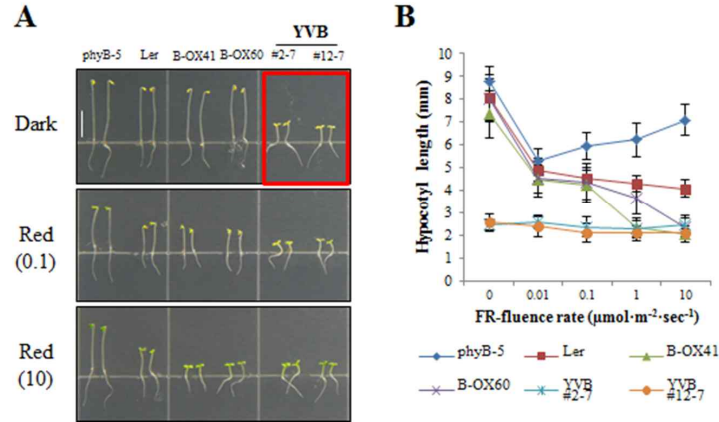 A
YVB
phyB-5 Ler B-OX41 B-OX60 #2-7 #12-7
Dark
Red
(0.1)
Red
(10)
B
Hypocotyl length (mm)
10
9
8
7
6
5
4
3
2
1
0
0 0.01 0.1 1 10
FR-fluence rate (μmol·m⁻²·sec⁻¹)
phyB-5 Ler B-OX41
B-OX60 YVB #2-7 YVB #12-7